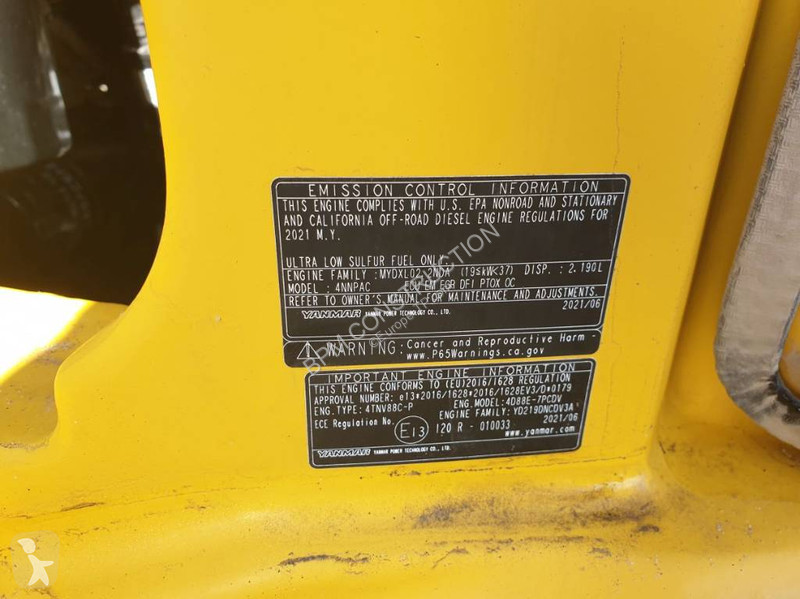 EMISSION CONTROL INFORMATION
THIS ENGINE COMPLIES WITH U.S. EPA NONROAD AND STATIONARY
AND CALIFORNIA OFF-ROAD DIESEL ENGINE REGULATIONS FOR
2021 M.Y.
ULTRA LOW SULFUR FUEL ONLY
ENGINE FAMILY : MYDXL02.2NDA (19≤kW<37) DISP. : 2.190L
MODEL : 4NNPAC ECM EM EGR DFI PTOX OC
REFER TO OWNER'S MANUAL FOR MAINTENANCE AND ADJUSTMENTS
YANMAR YANMAR POWER TECHNOLOGY CO., LTD. 2021/06
WARNING: Cancer and Reproductive Harm -
www.P65Warnings.ca.gov
IMPORTANT ENGINE INFORMATION
THIS ENGINE CONFORMS TO (EU)2016/1628 REGULATION
APPROVAL NUMBER: e13*2016/1628*2016/1628EV3/D*0179
ENG.TYPE: 4TNV88C-P ENG.MODEL: 4D88E-7PCDV
ENGINE FAMILY: YD219DNCDV3A
ECE Regulation No. E13 120 R - 010033 2021/06
www.yanmar.com
YANMAR YANMAR POWER TECHNOLOGY CO., LTD.
BPM CONSTRUCTION